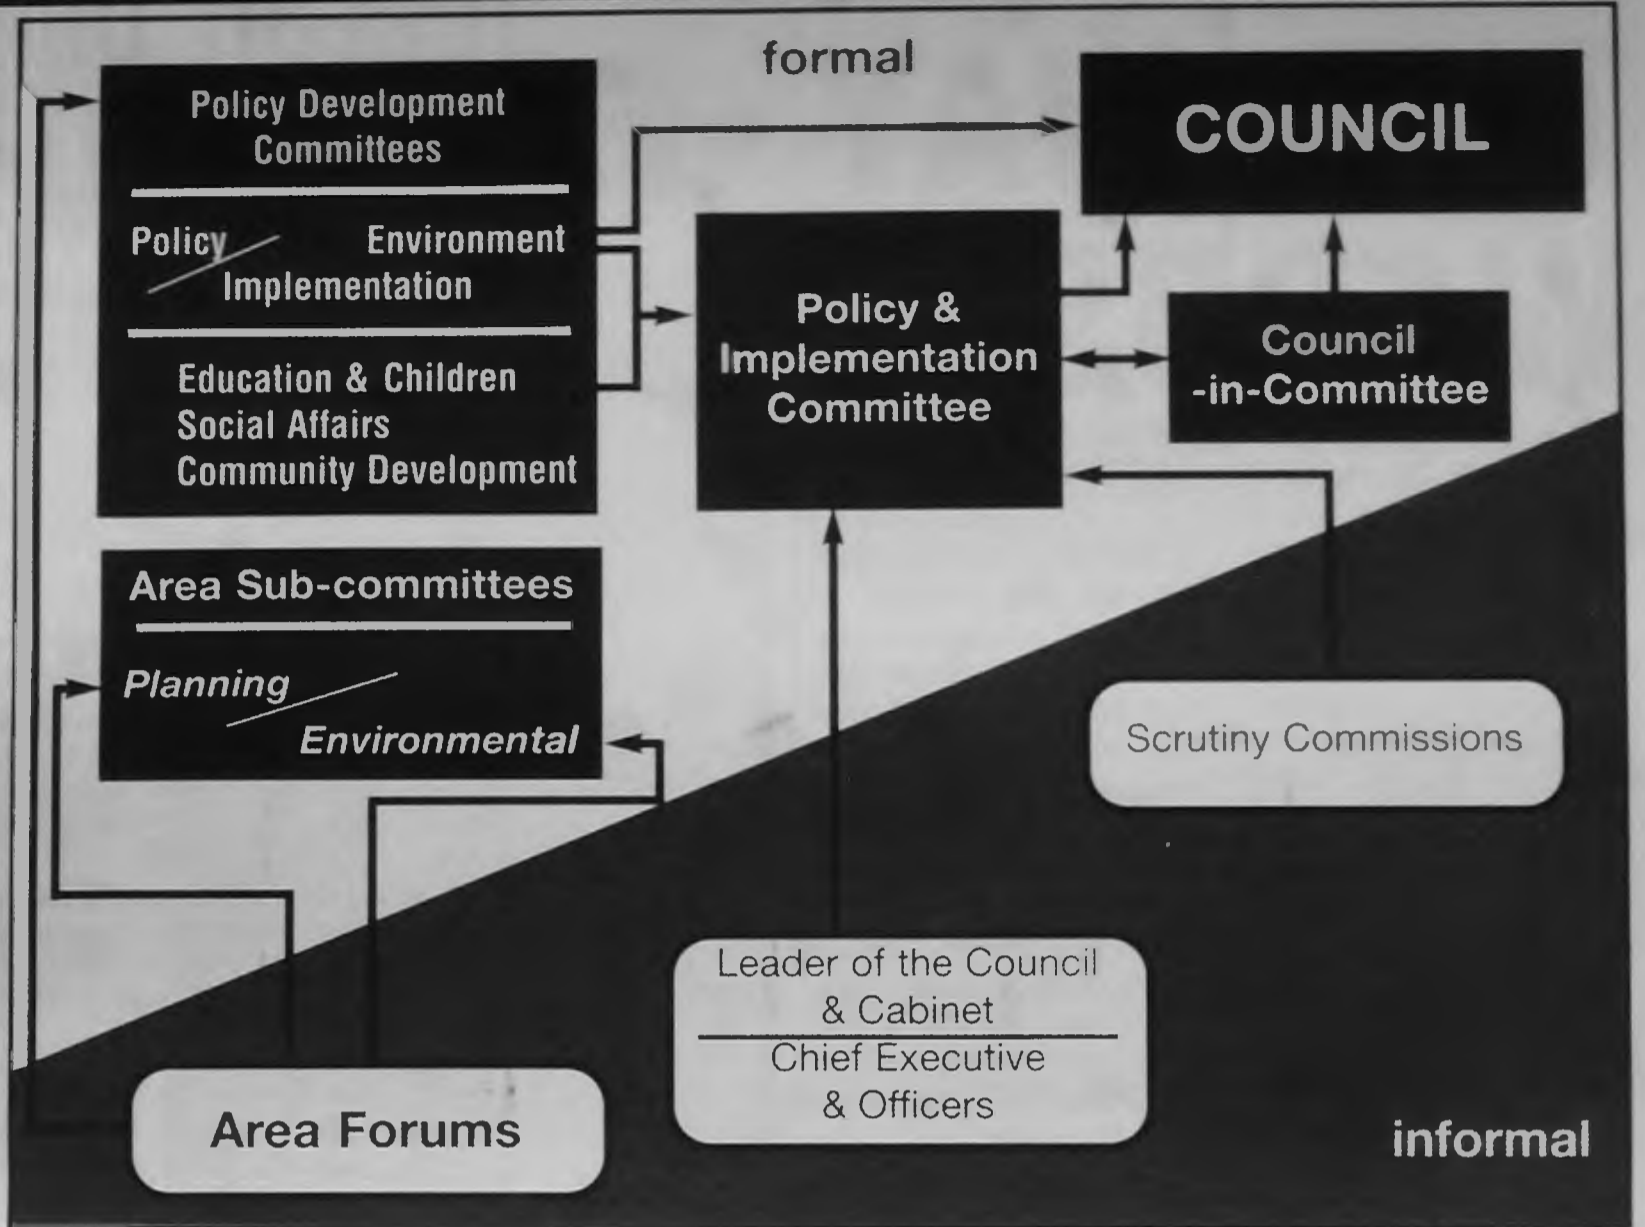 formal
Policy Development
Committees
Policy Environment
Implementation
Education & Children
Social Affairs
Community Development
COUNCIL
Policy &
Implementation
Committee
Council
-in-Committee
Area Sub-committees
Planning
Environmental
Scrutiny Commissions
Leader of the Council
& Cabinet
Chief Executive
& Officers
Area Forums
informal